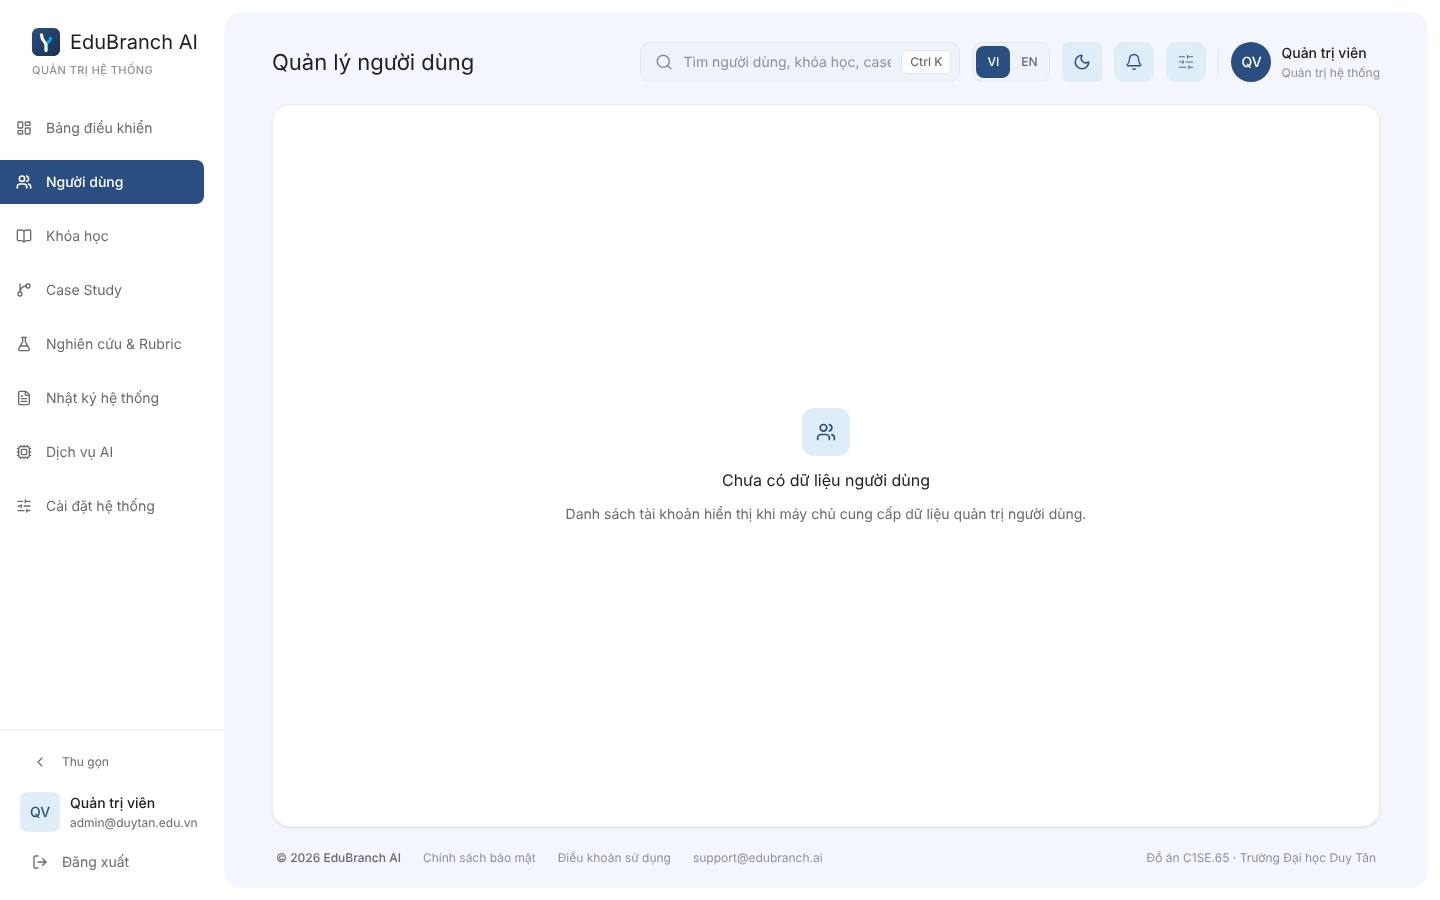 EduBranch AI
QUẢN TRỊ HỆ THỐNG
Bảng điều khiển
Người dùng
Khóa học
Case Study
Nghiên cứu & Rubric
Nhật ký hệ thống
Dịch vụ AI
Cài đặt hệ thống
Thu gọn
QV
Quản trị viên
admin@duytan.edu.vn
Đăng xuất
Quản lý người dùng
Tìm người dùng, khóa học, case
Ctrl K
VI
EN
QV
Quản trị viên
Quản trị hệ thống
Chưa có dữ liệu người dùng
Danh sách tài khoản hiển thị khi máy chủ cung cấp dữ liệu quản trị người dùng.
© 2026 EduBranch AI
Chính sách bảo mật
Điều khoản sử dụng
support@edubranch.ai
Đồ án C1SE.65 · Trường Đại học Duy Tân